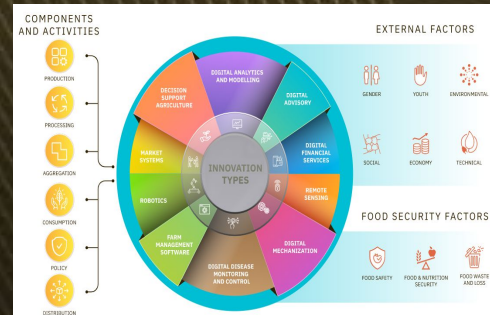 COMPONENTS
AND ACTIVITIES
PRODUCTION
PROCESSING
AGGREGATION
CONSUMPTION
POLICY
DISTRIBUTION
DIGITAL ANALYTICS
AND MODELLING
DIGITAL
ADVISORY
DIGITAL
FINANCIAL
SERVICES
REMOTE
SENSING
DIGITAL
MECHANIZATION
DIGITAL DISEASE
MONITORING
AND CONTROL
FARM
MANAGEMENT
SOFTWARE
ROBOTICS
MARKET
SYSTEMS
DECISION
SUPPORT
AGRICULTURE
INNOVATION
TYPES
EXTERNAL FACTORS
GENDER
YOUTH
ENVIRONMENTAL
SOCIAL
ECONOMY
TECHNICAL
FOOD SECURITY FACTORS
FOOD SAFETY
FOOD & NUTRITION
SECURITY
FOOD WASTE
AND LOSS